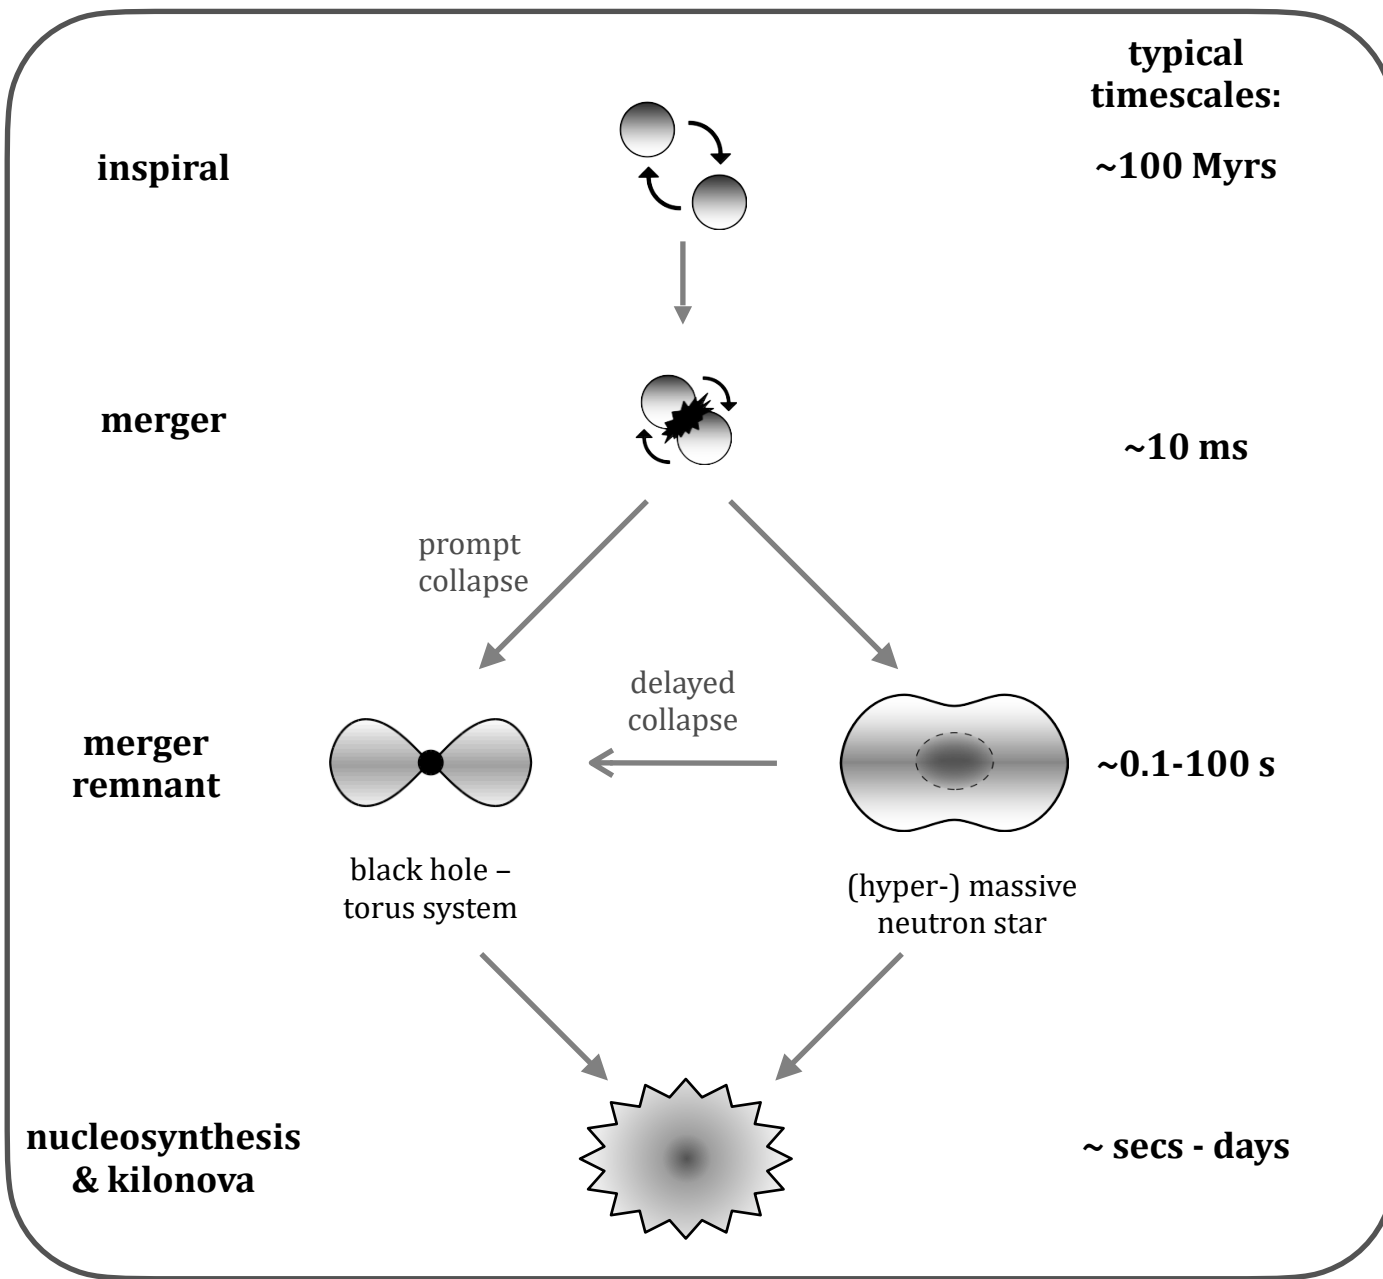 typical
timescales:
inspiral
~100 Myrs
merger
~10 ms
prompt
collapse
delayed
collapse
merger
remnant
~0.1-100 s
black hole –
torus system
(hyper-) massive
neutron star
nucleosynthesis
& kilonova
~ secs - days